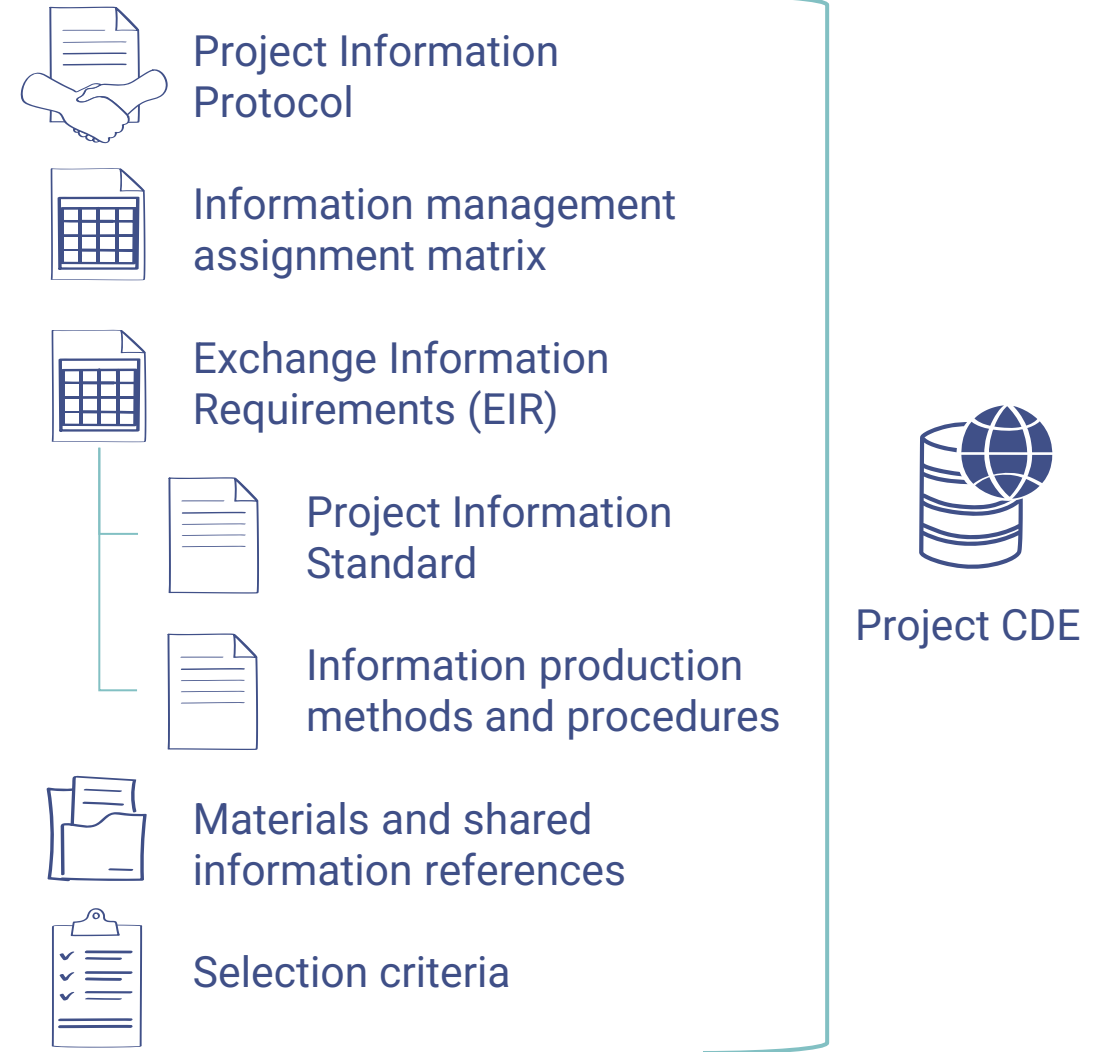 Project Information
Protocol
Information management
assignment matrix
Exchange Information
Requirements (EIR)
Project Information
Standard
Information production
methods and procedures
Materials and shared
information references
Selection criteria
Project CDE